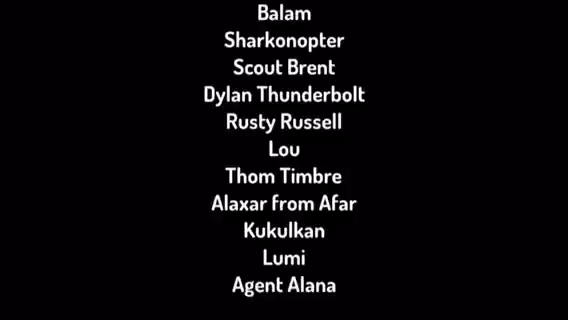 Balam
Sharkonopter
Scout Brent
Dylan Thunderbolt
Rusty Russell
Lou
Thom Timbre
Alaxar from Afar
Kukulkan
Lumi
Agent Alana